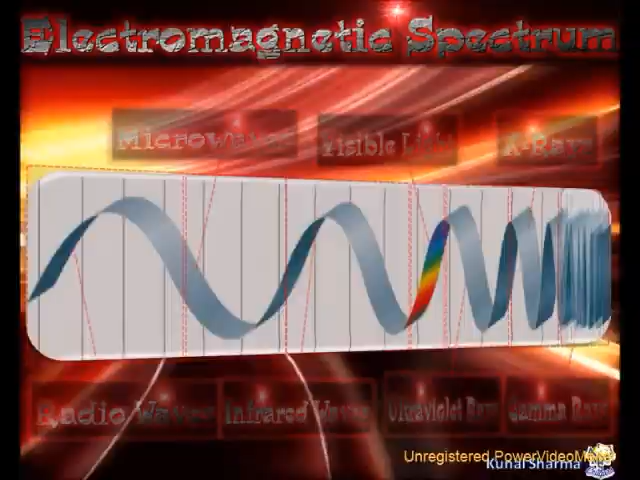 Electromagnetic Spectrum
Microwaves Visible Light X-Rays
Radio Waves Infrared Waves Ultraviolet Rays Gamma Rays
Unregistered PowerVideoMaker
Kunal Sharma